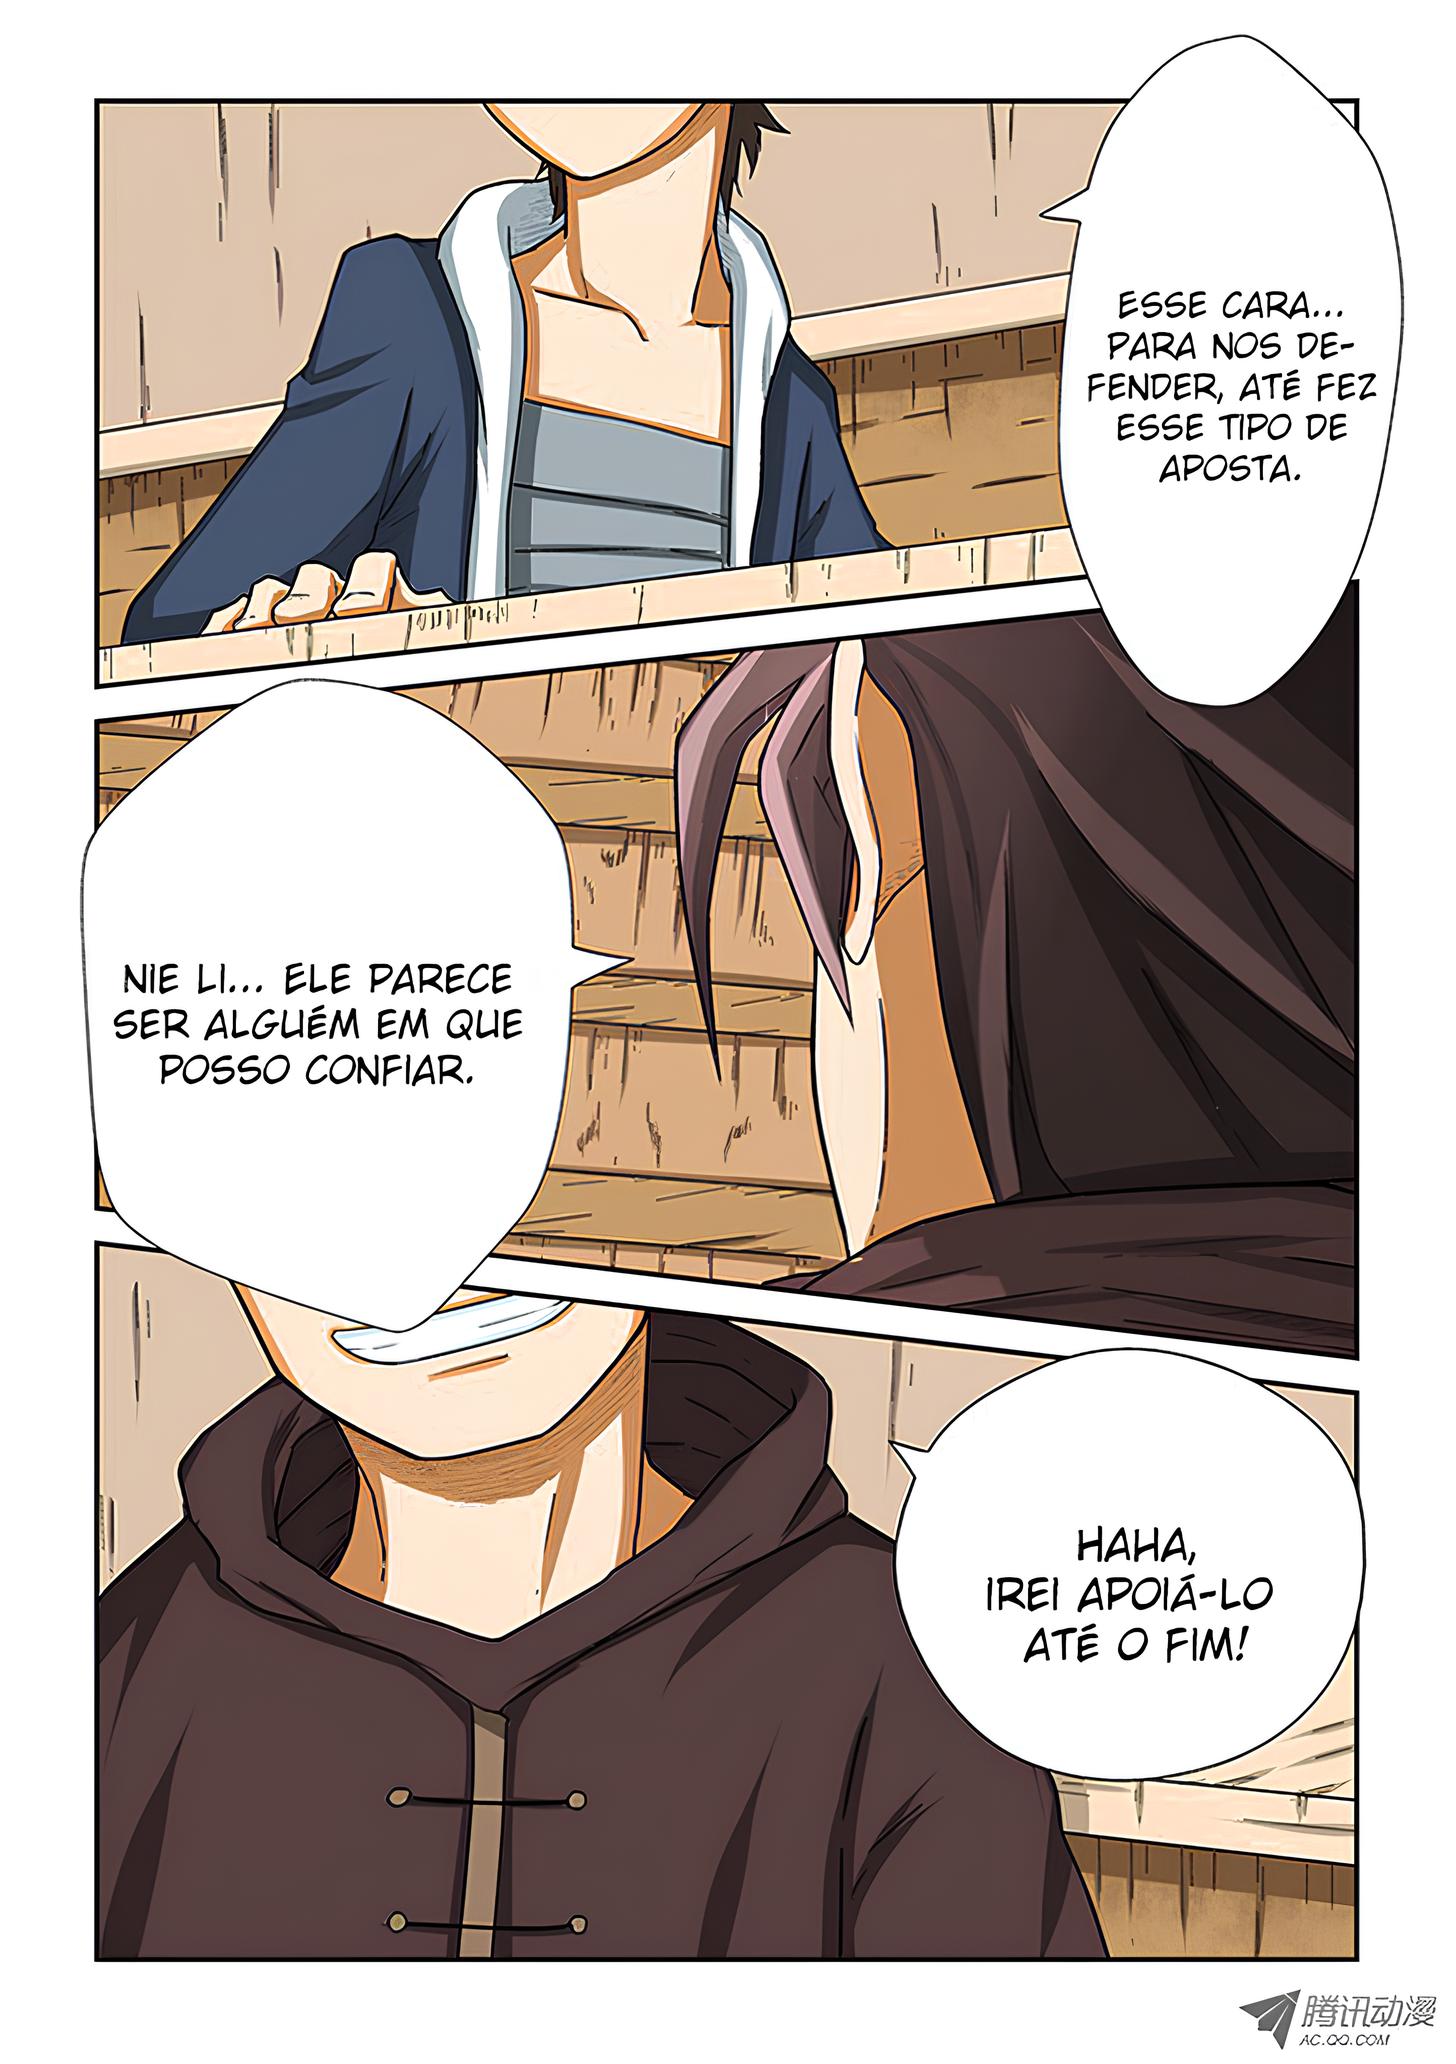 ESSE CARA...
PARA NOS DE-
FENDER, ATÉ FEZ
ESSE TIPO DE
APOSTA.
NIE LI... ELE PARECE
SER ALGUÉM EM QUE
POSSO CONFIAR.
HAHA,
IREI APOIÁ-LO
ATÉ O FIM!
腾讯动漫
AC.QQ.COM